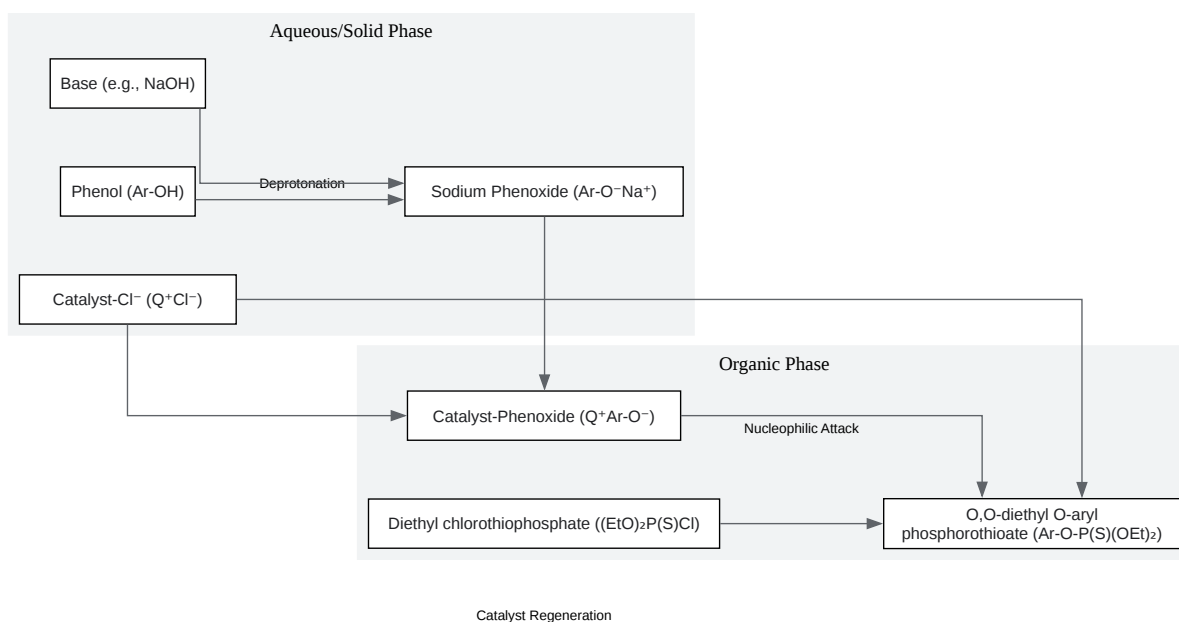 Aqueous/Solid Phase
Base (e.g., NaOH)
Phenol (Ar-OH)
Deprotonation
Sodium Phenoxide (Ar-O⁻Na⁺)
Catalyst-Cl⁻ (Q⁺Cl⁻)
Organic Phase
Catalyst-Phenoxide (Q⁺Ar-O⁻)
Nucleophilic Attack
Diethyl chlorothiophosphate ((EtO)₂P(S)Cl)
O,O-diethyl O-aryl
phosphorothioate (Ar-O-P(S)(OEt)₂)
Catalyst Regeneration